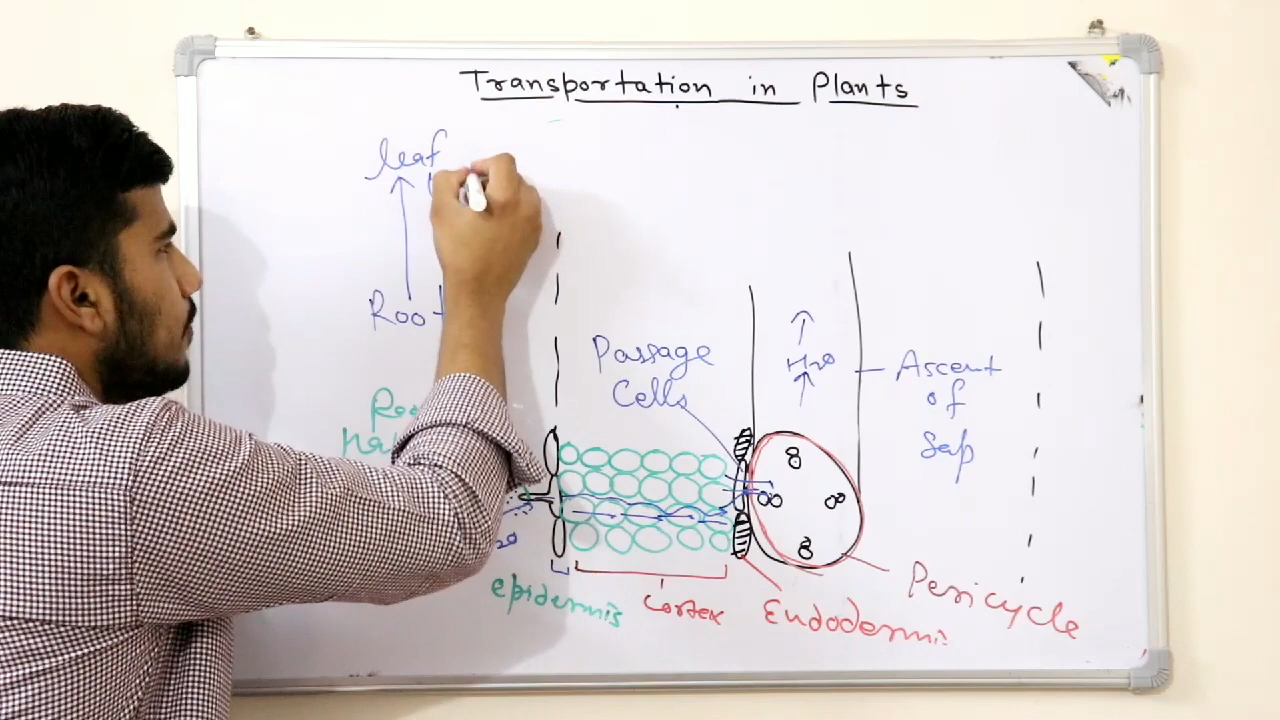 Transportation in Plants
leaf
Root
Passage
Cells
H2O
Ascent
of
Sap
epidermis
Cortex
Endodermis
Pericycle